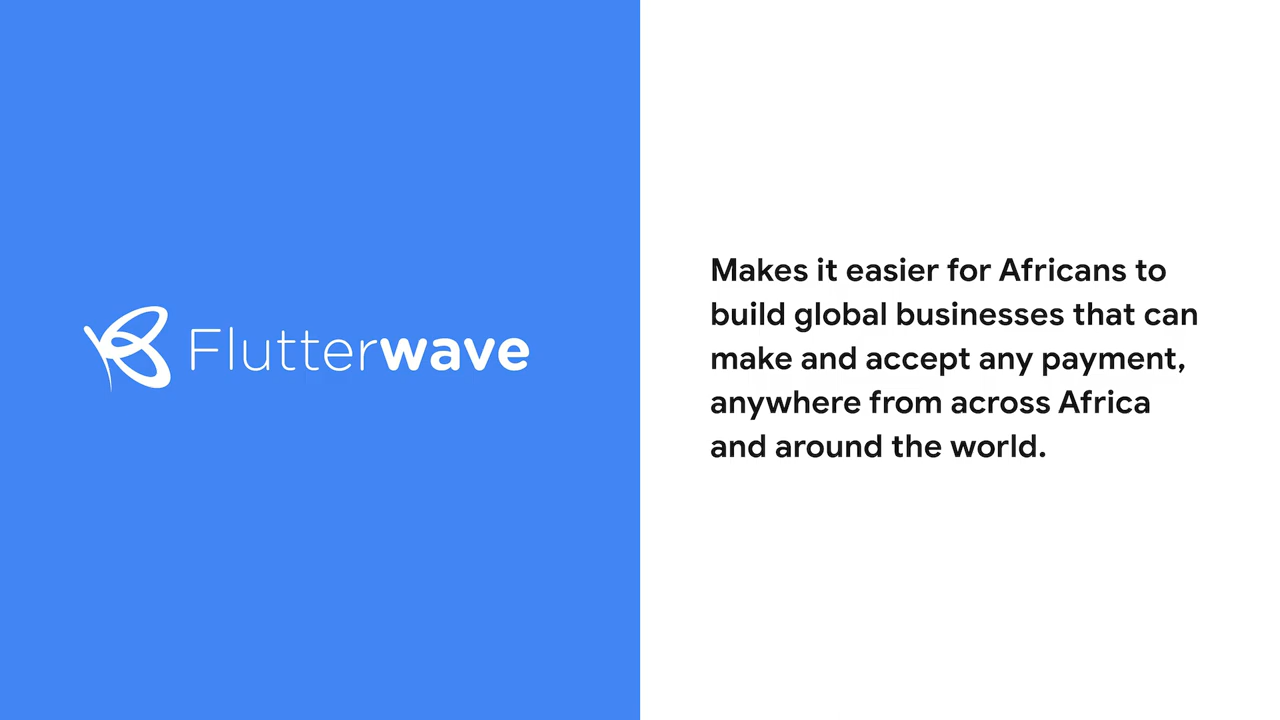 Flutterwave
Makes it easier for Africans to
build global businesses that can
make and accept any payment,
anywhere from across Africa
and around the world.